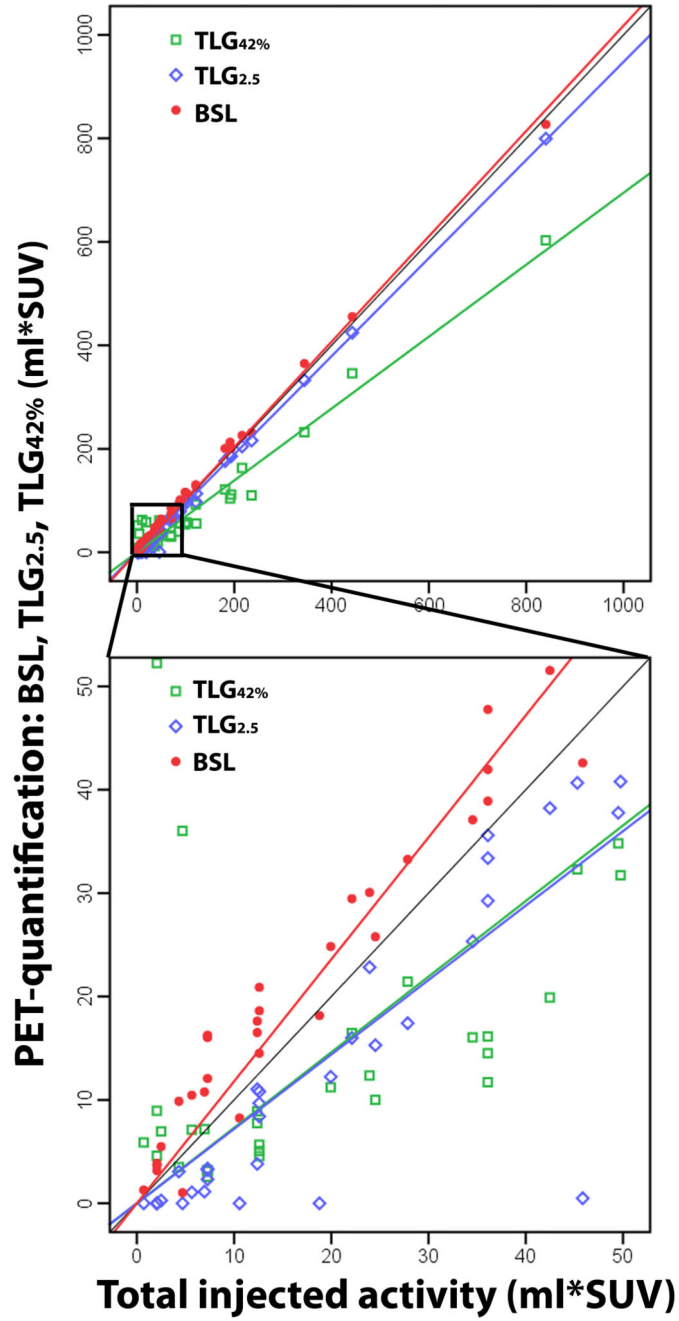 PET-quantification: BSL, TLG2.5, TLG42% (ml*SUV)
1000
800
600
400
200
0
TLG42%
TLG2.5
BSL
0 200 400 600 800 1000
50
40
30
20
10
0
TLG42%
TLG2.5
BSL
0 10 20 30 40 50
Total injected activity (ml*SUV)